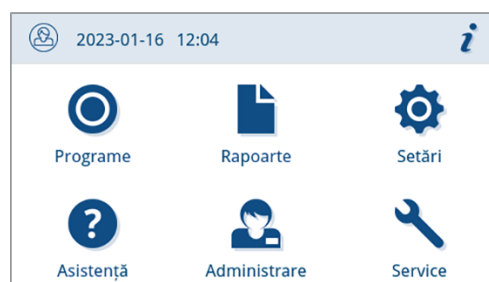 2023-01-16 12:04
Programe Rapoarte Setări
Asistență Administrare Service